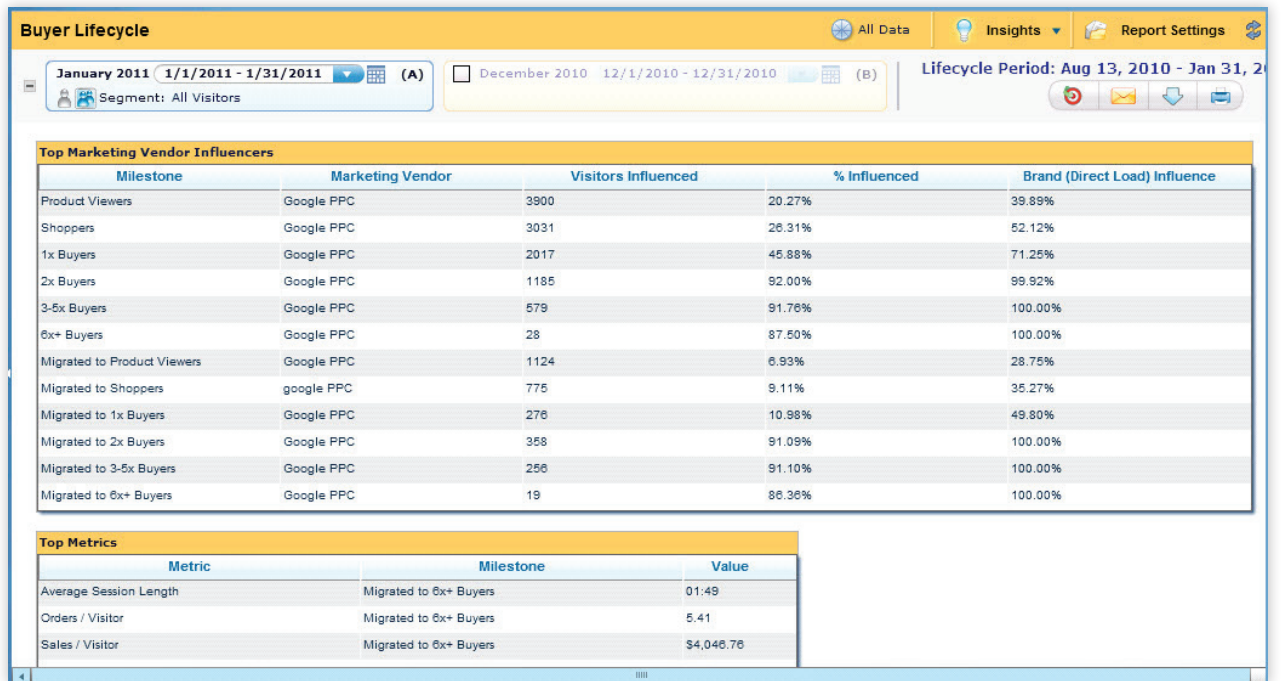 Buyer Lifecycle All Data Insights Report Settings
January 2011 1/1/2011 - 1/31/2011 (A) December 2010 12/1/2010 - 12/31/2010 (B) Lifecycle Period: Aug 13, 2010 - Jan 31, 20
Segment: All Visitors
Top Marketing Vendor Influencers
Milestone Marketing Vendor Visitors Influenced % Influenced Brand (Direct Load) Influence
Product Viewers Google PPC 3900 20.27% 39.89%
Shoppers Google PPC 3031 26.31% 52.12%
1x Buyers Google PPC 2017 45.88% 71.25%
2x Buyers Google PPC 1185 92.00% 99.92%
3-5x Buyers Google PPC 579 91.76% 100.00%
6x+ Buyers Google PPC 28 87.50% 100.00%
Migrated to Product Viewers Google PPC 1124 6.93% 28.75%
Migrated to Shoppers google PPC 775 9.11% 35.27%
Migrated to 1x Buyers Google PPC 276 10.98% 49.80%
Migrated to 2x Buyers Google PPC 358 91.09% 100.00%
Migrated to 3-5x Buyers Google PPC 256 91.10% 100.00%
Migrated to 6x+ Buyers Google PPC 19 86.36% 100.00%
Top Metrics
Metric Milestone Value
Average Session Length Migrated to 6x+ Buyers 01:49
Orders / Visitor Migrated to 6x+ Buyers 5.41
Sales / Visitor Migrated to 6x+ Buyers $4,046.76